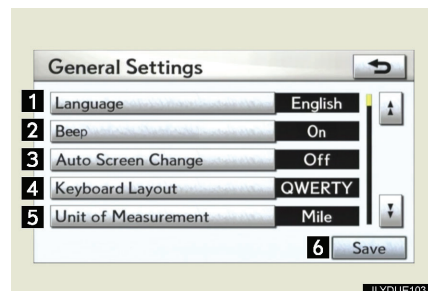 General Settings
1 Language English
2 Beep On
3 Auto Screen Change Off
4 Keyboard Layout QWERTY
5 Unit of Measurement Mile
6 Save